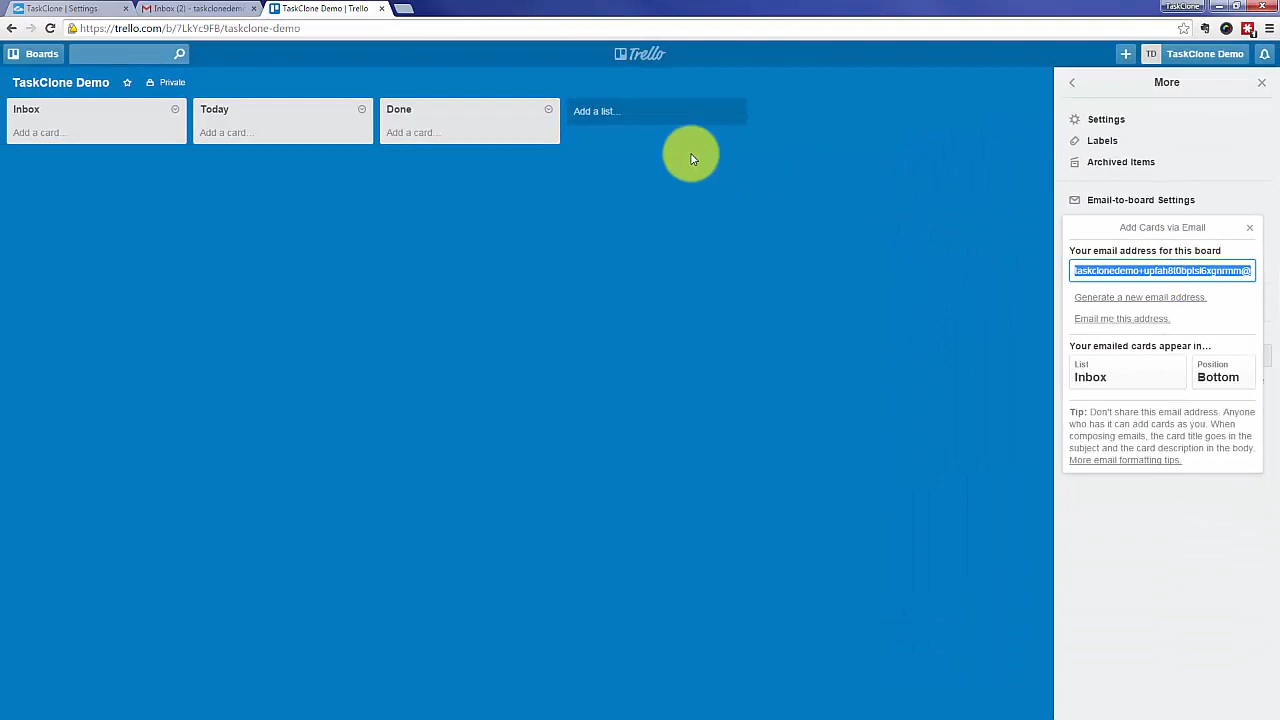 TaskClone | Settings
Inbox (2) - taskclonedem
TaskClone Demo | Trello
TaskClone
https://trello.com/b/7LkYc9FB/taskclone-demo
Boards
Trello
TD
TaskClone Demo
TaskClone Demo
Private
Inbox
Add a card...
Today
Add a card...
Done
Add a card...
Add a list...
More
Settings
Labels
Archived Items
Email-to-board Settings
Add Cards via Email
Your email address for this board
Generate a new email address.
Email me this address.
Your emailed cards appear in...
List
Inbox
Position
Bottom
Tip: Don't share this email address. Anyone
who has it can add cards as you. When
composing emails, the card title goes in the
subject and the card description in the body.
More email formatting tips.